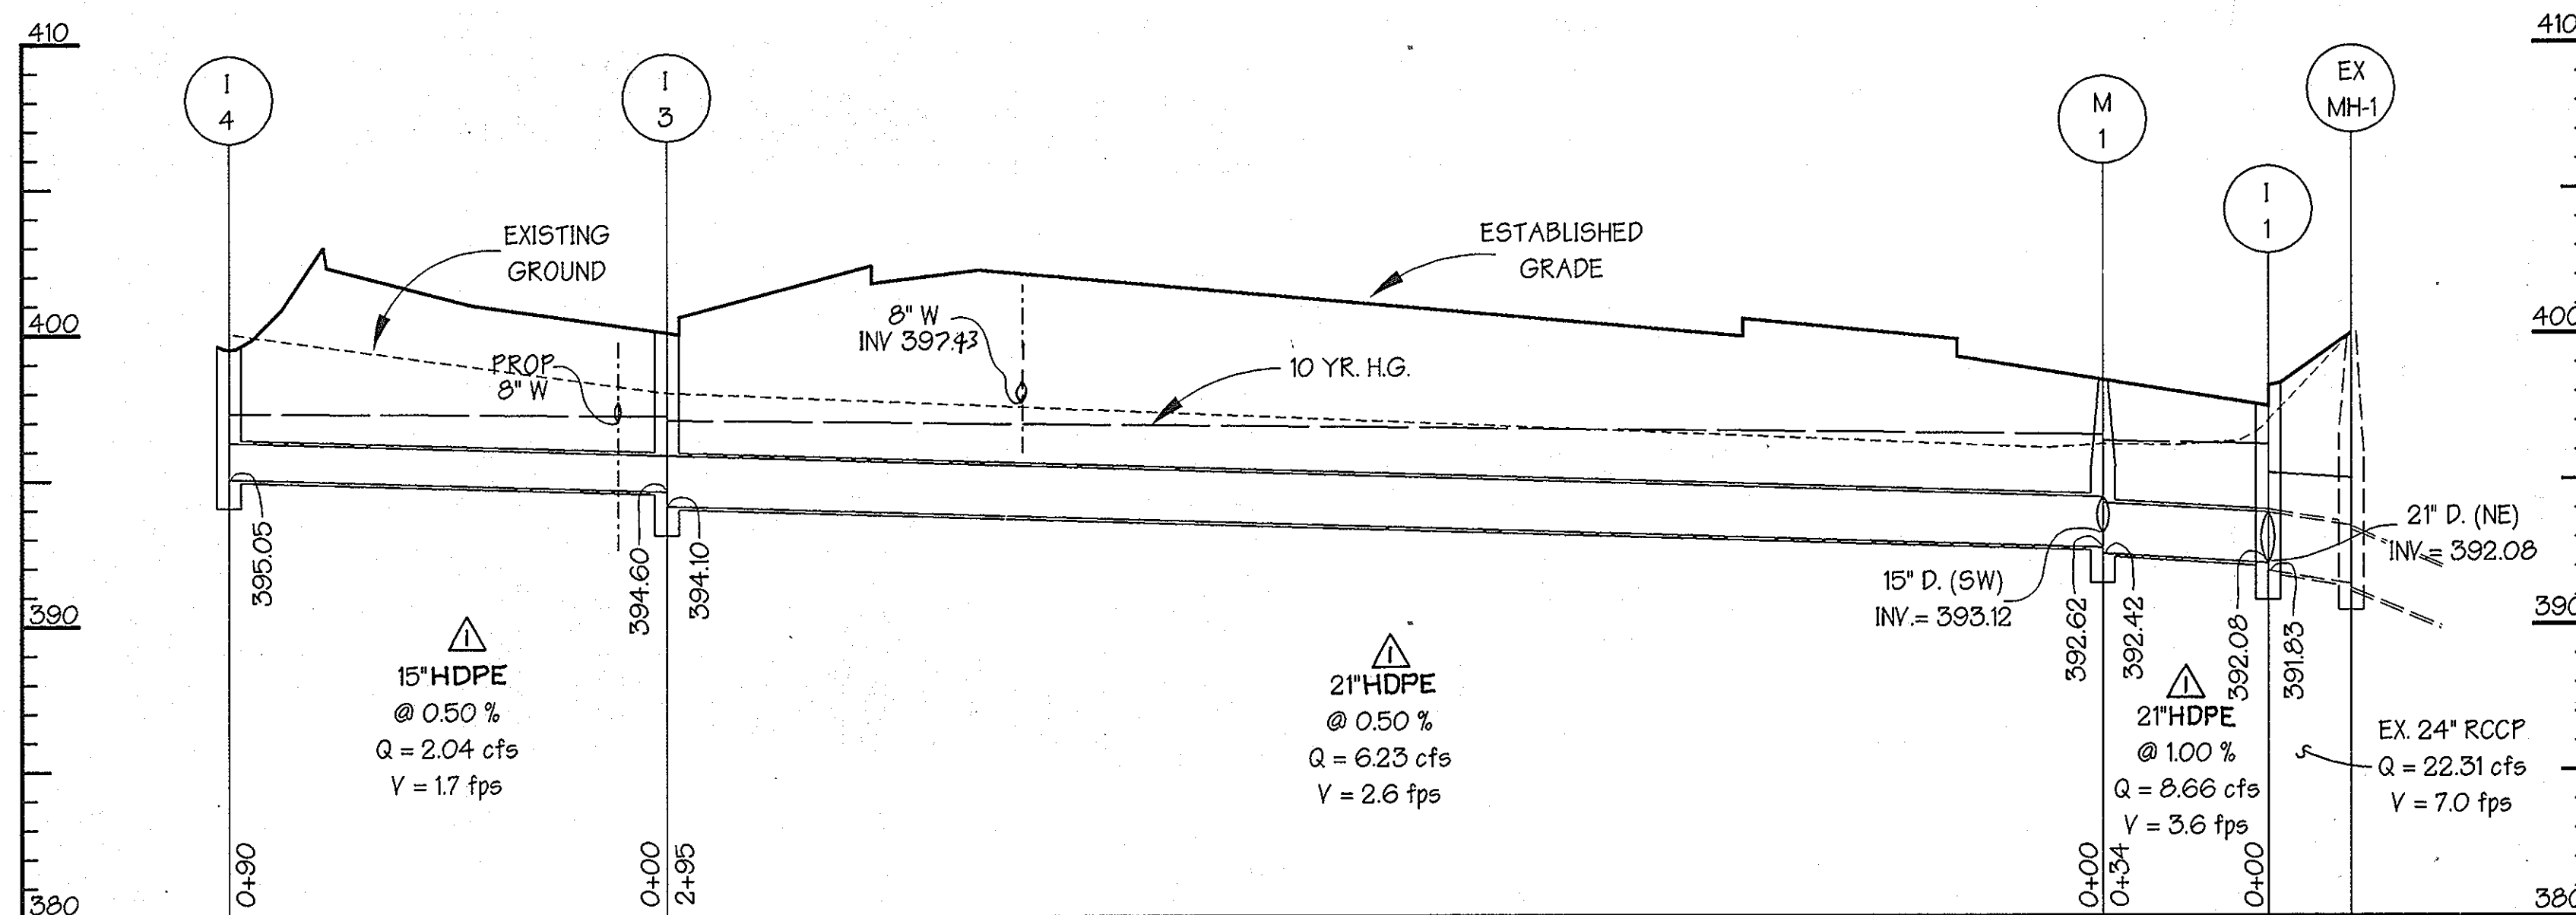 410
410
I
4
I
3
M
1
I
1
EX
MH-1
EXISTING
GROUND
ESTABLISHED
GRADE
400
400
8" W
INV 397.43
PROP
8" W
10 YR. H.G.
395.05
394.60
394.10
15" D. (SW)
INV.= 393.12
392.62
392.42
392.08
391.83
21" D. (NE)
INV.= 392.08
390
390
1
15"HDPE
@ 0.50 %
Q = 2.04 cfs
V = 1.7 fps
1
21"HDPE
@ 0.50 %
Q = 6.23 cfs
V = 2.6 fps
1
21"HDPE
@ 1.00 %
Q = 8.66 cfs
V = 3.6 fps
EX. 24" RCCP
Q = 22.31 cfs
V = 7.0 fps
0+90
0+00
2+95
0+00
0+34
0+00
380
380